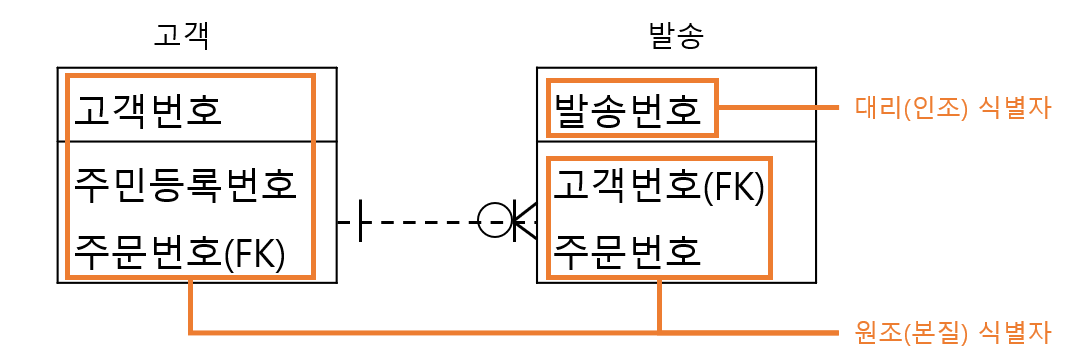 고객
고객번호
주민등록번호
주문번호(FK)
발송
발송번호
고객번호(FK)
주문번호
대리(인조) 식별자
원조(본질) 식별자